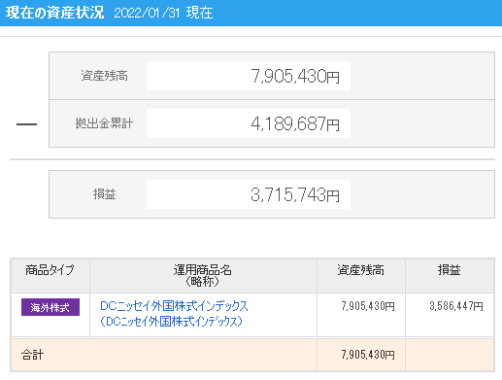 現在の資産状況 2022/01/31 現在
資産残高 7,905,430円
拠出金累計 4,189,687円
損益 3,715,743円
商品タイプ 運用商品名 資産残高 損益
(略称)
海外株式 DCニッセイ外国株式インデックス 7,905,430円 3,586,447円
(DCニッセイ外国株式インデックス)
合計 7,905,430円